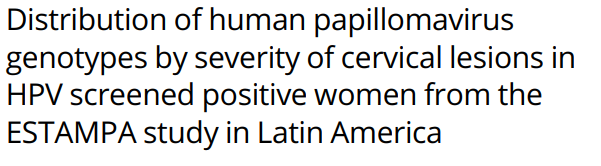 Distribution of human papillomavirus
genotypes by severity of cervical lesions in
HPV screened positive women from the
ESTAMPA study in Latin America